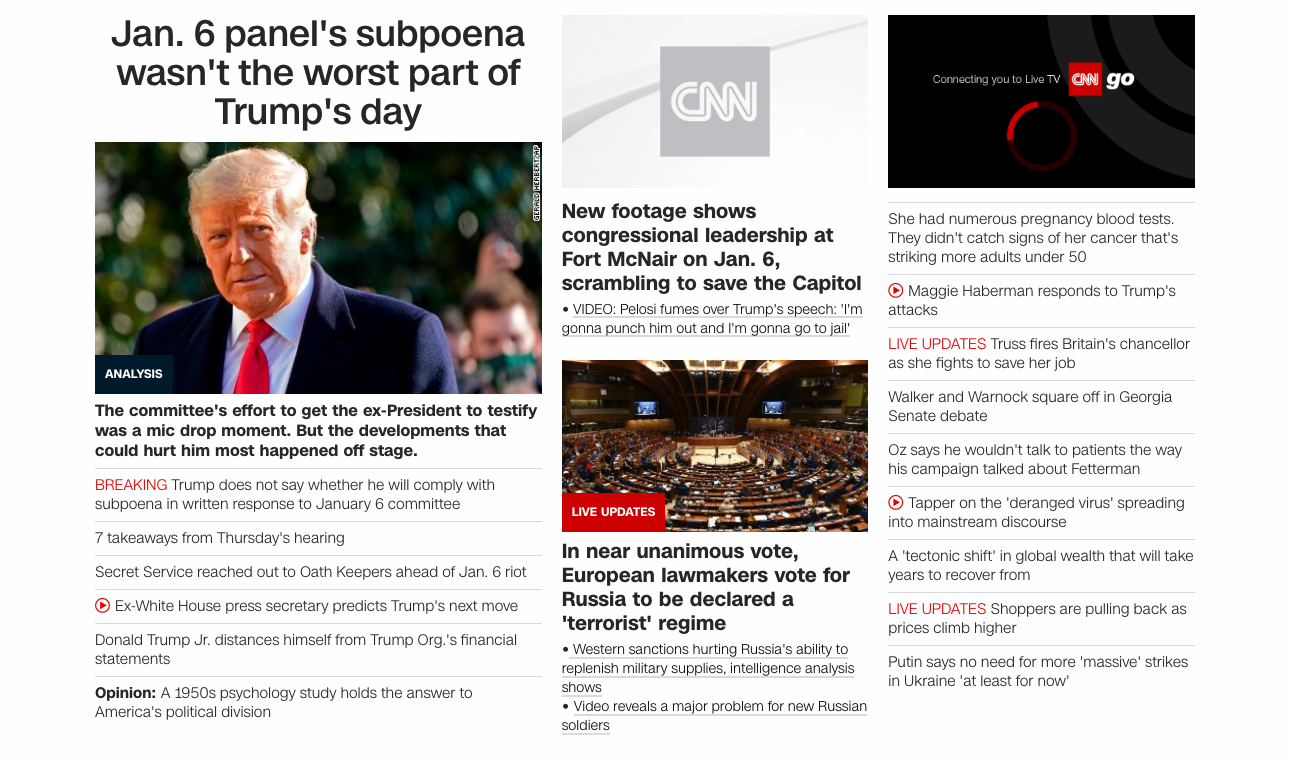 Jan. 6 panel's subpoena
wasn't the worst part of
Trump's day
GERALD HERBERT/AP
ANALYSIS
The committee's effort to get the ex-President to testify
was a mic drop moment. But the developments that
could hurt him most happened off stage.
BREAKING Trump does not say whether he will comply with
subpoena in written response to January 6 committee
7 takeaways from Thursday's hearing
Secret Service reached out to Oath Keepers ahead of Jan. 6 riot
Ex-White House press secretary predicts Trump's next move
Donald Trump Jr. distances himself from Trump Org.'s financial
statements
Opinion: A 1950s psychology study holds the answer to
America's political division
CNN
New footage shows
congressional leadership at
Fort McNair on Jan. 6,
scrambling to save the Capitol
• VIDEO: Pelosi fumes over Trump's speech: 'I'm
gonna punch him out and I'm gonna go to jail'
LIVE UPDATES
In near unanimous vote,
European lawmakers vote for
Russia to be declared a
'terrorist' regime
• Western sanctions hurting Russia's ability to
replenish military supplies, intelligence analysis
shows
• Video reveals a major problem for new Russian
soldiers
Connecting you to Live TV CNN go
She had numerous pregnancy blood tests.
They didn't catch signs of her cancer that's
striking more adults under 50
Maggie Haberman responds to Trump's
attacks
LIVE UPDATES Truss fires Britain's chancellor
as she fights to save her job
Walker and Warnock square off in Georgia
Senate debate
Oz says he wouldn't talk to patients the way
his campaign talked about Fetterman
Tapper on the 'deranged virus' spreading
into mainstream discourse
A 'tectonic shift' in global wealth that will take
years to recover from
LIVE UPDATES Shoppers are pulling back as
prices climb higher
Putin says no need for more 'massive' strikes
in Ukraine 'at least for now'